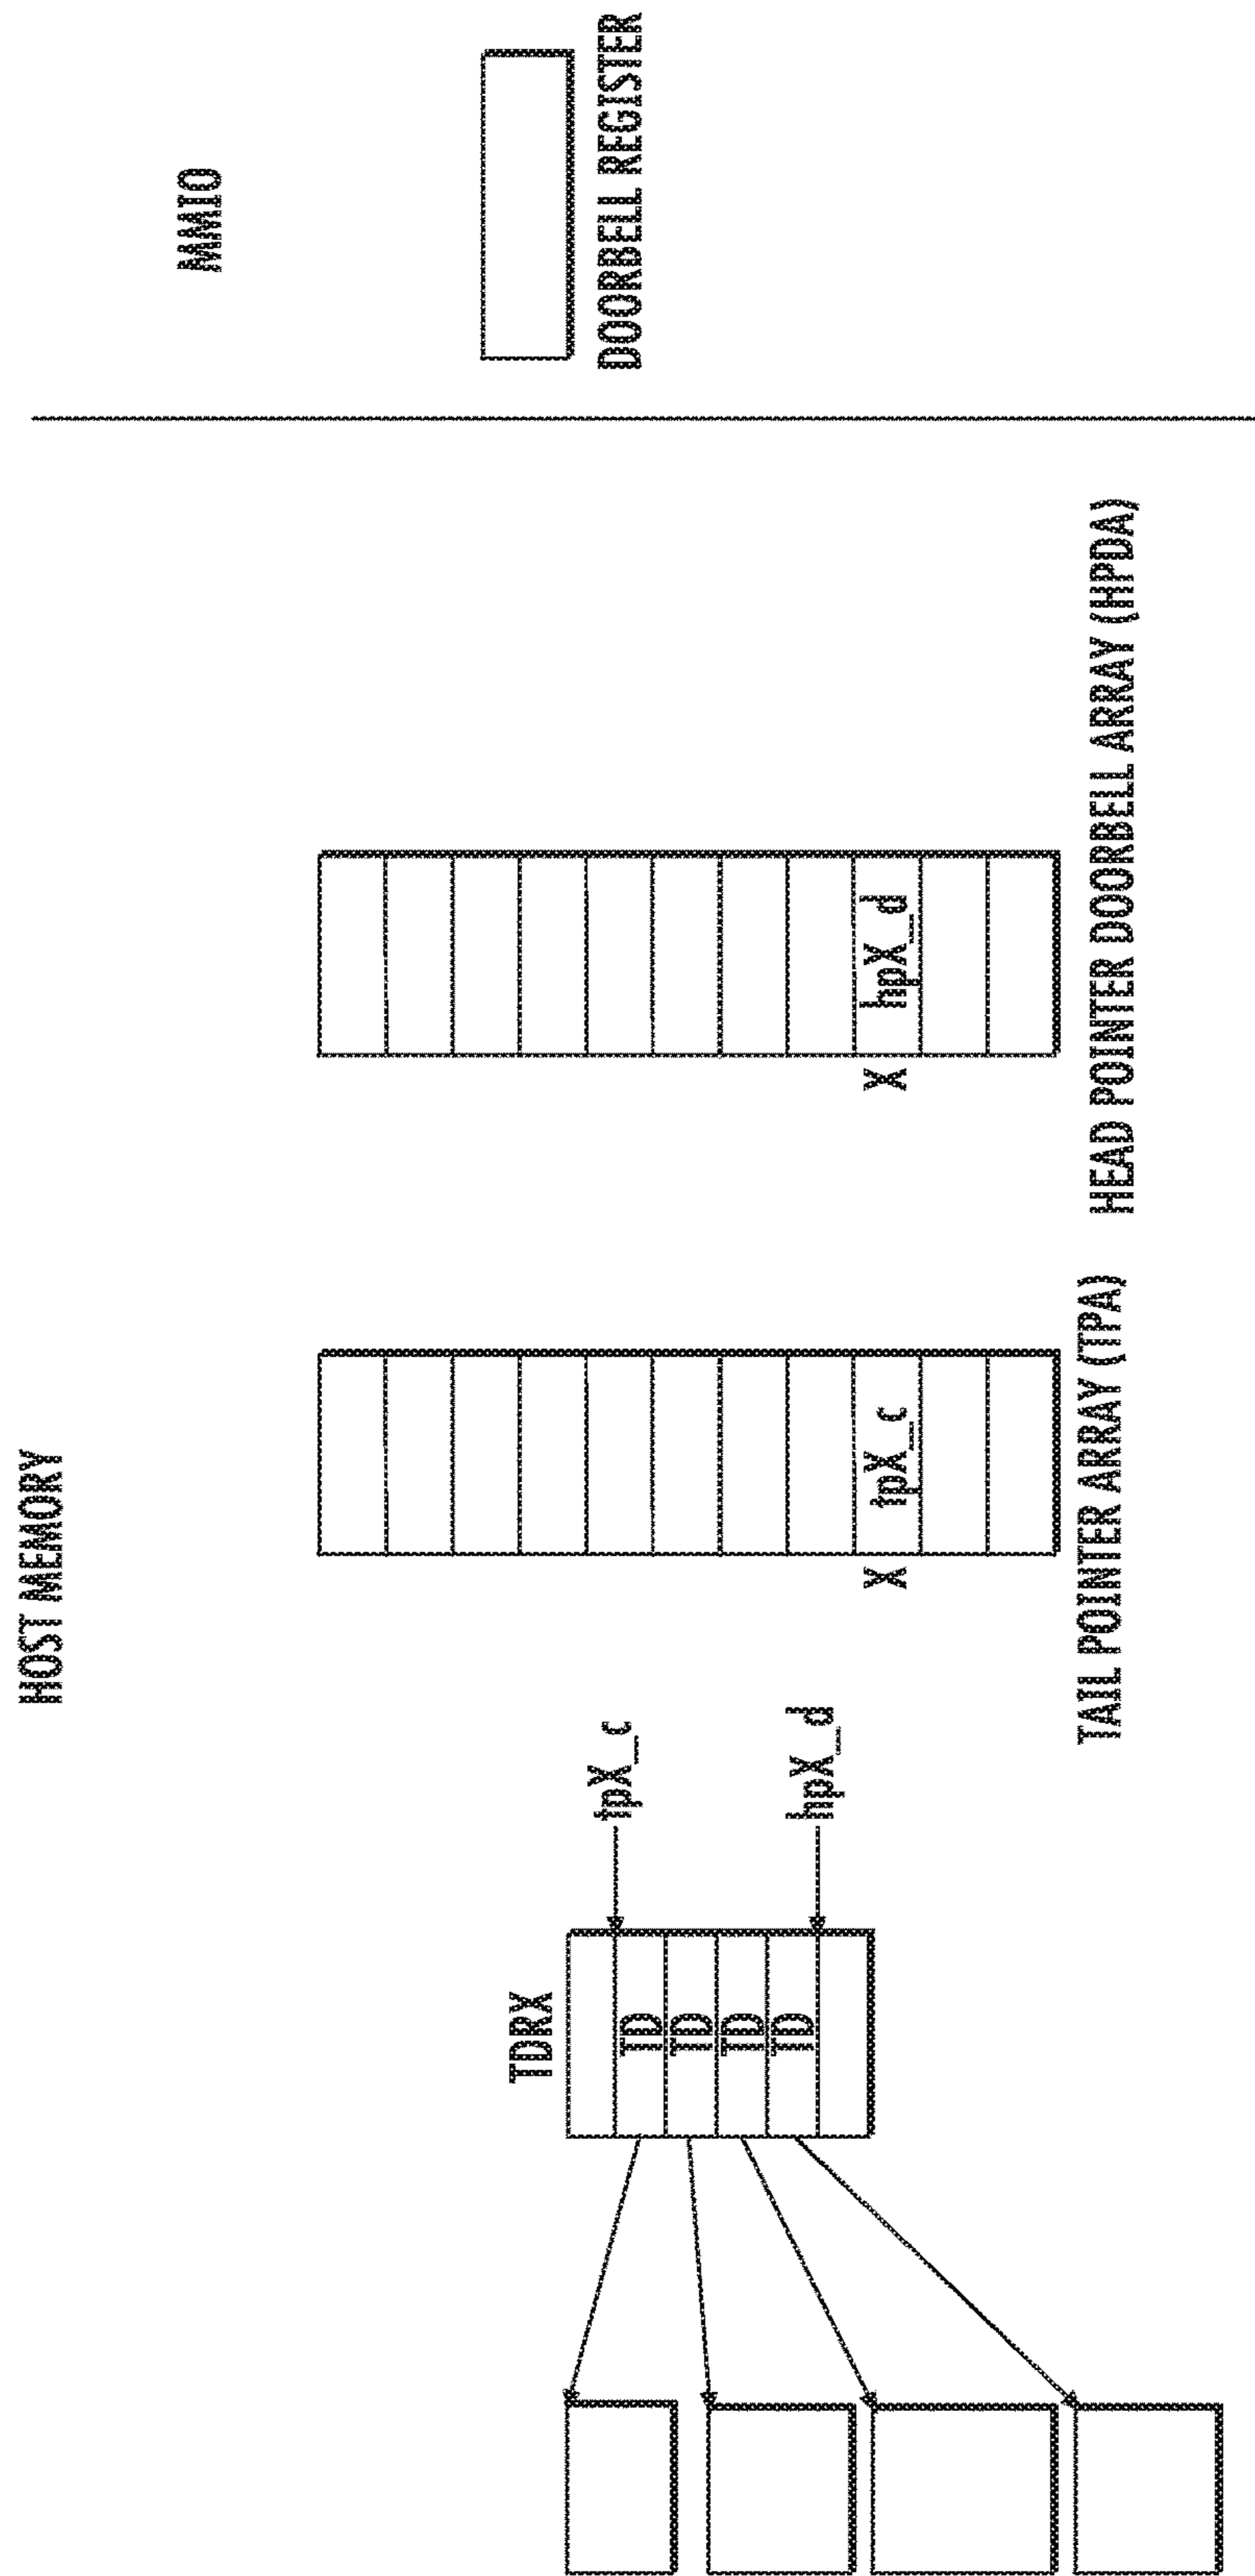 HOST MEMORY
MMIO
TDRX
tpX_c
TD
TD
TD
TD
hpX_d
DOORBELL REGISTER
X
tpX_c
X
hpX_d
TAIL POINTER ARRAY (TPA)
HEAD POINTER DOORBELL ARRAY (HPDA)